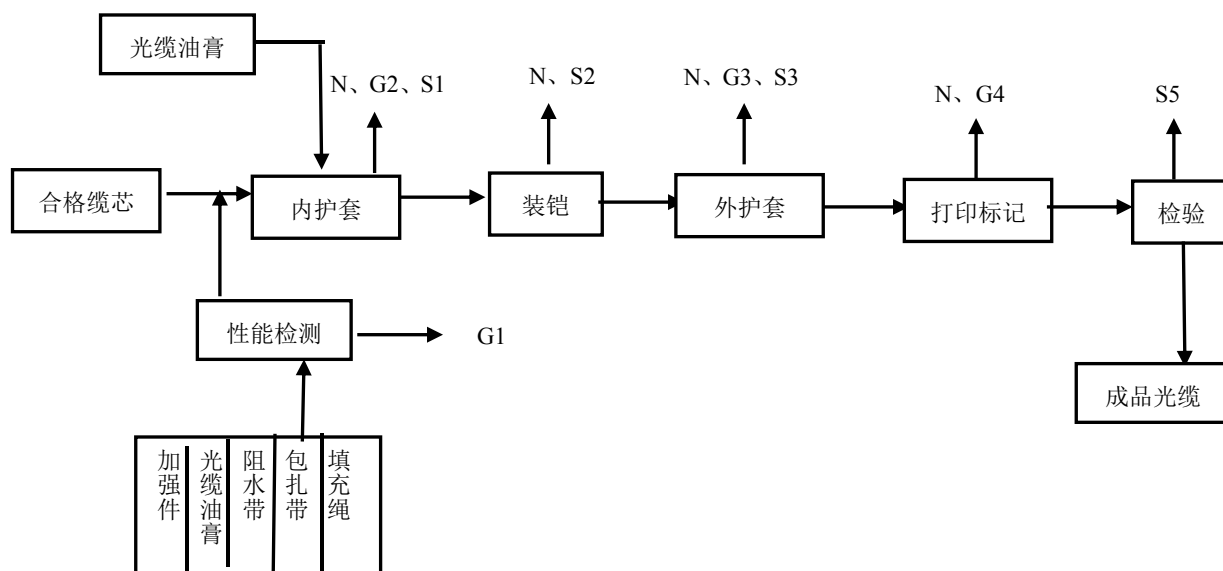 光缆油膏
N、G2、S1
N、S2
N、G3、S3
N、G4
S5
合格缆芯
内护套
装铠
外护套
打印标记
检验
性能检测
G1
成品光缆
加强件
光缆油膏
阻水带
包扎带
填充绳